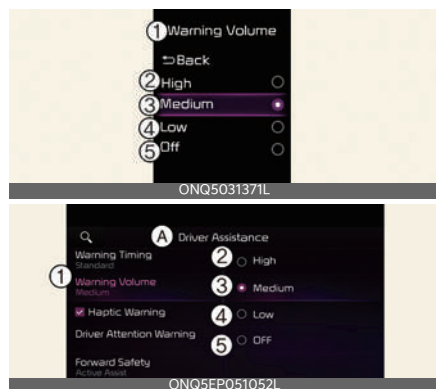 ① Warning Volume
⮌Back
② High
③ Medium
④ Low
⑤ Off
ONQ5031371L
Ⓐ Driver Assistance
Warning Timing
Standard
② High
① Warning Volume
Medium
③ Medium
Haptic Warning
④ Low
Driver Attention Warning
⑤ OFF
Forward Safety
Active Assist
ONQ5EP051052L